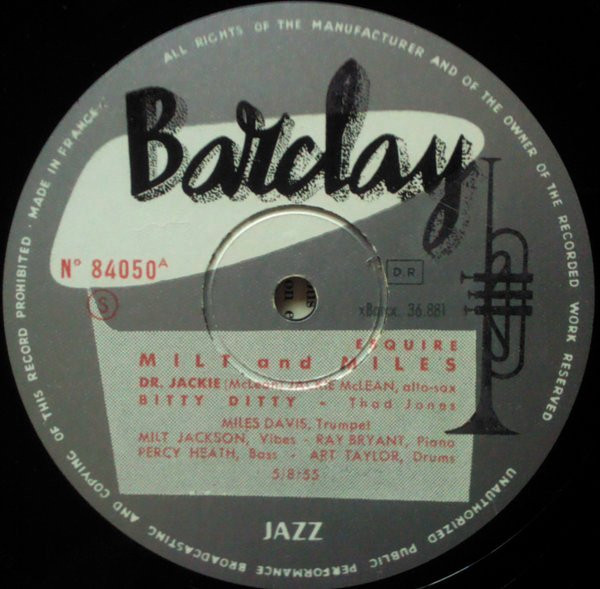 MADE IN FRANCE · ALL RIGHTS OF THE MANUFACTURER AND OF THE OWNER OF THE RECORDED WORK RESERVED
Barclay
N° 84050 A
S
D.R
xBarcx. 36.881
ESQUIRE
MILT and MILES
DR. JACKIE (McLean) JACKIE McLEAN, alto-sax
BITTY DITTY - Thad Jones
MILES DAVIS, Trumpet
MILT JACKSON, Vibes - RAY BRYANT, Piano
PERCY HEATH, Bass - ART TAYLOR, Drums
5/8/55
JAZZ
UNAUTHORIZED PUBLIC PERFORMANCE BROADCASTING AND COPYING OF THIS RECORD PROHIBITED ·